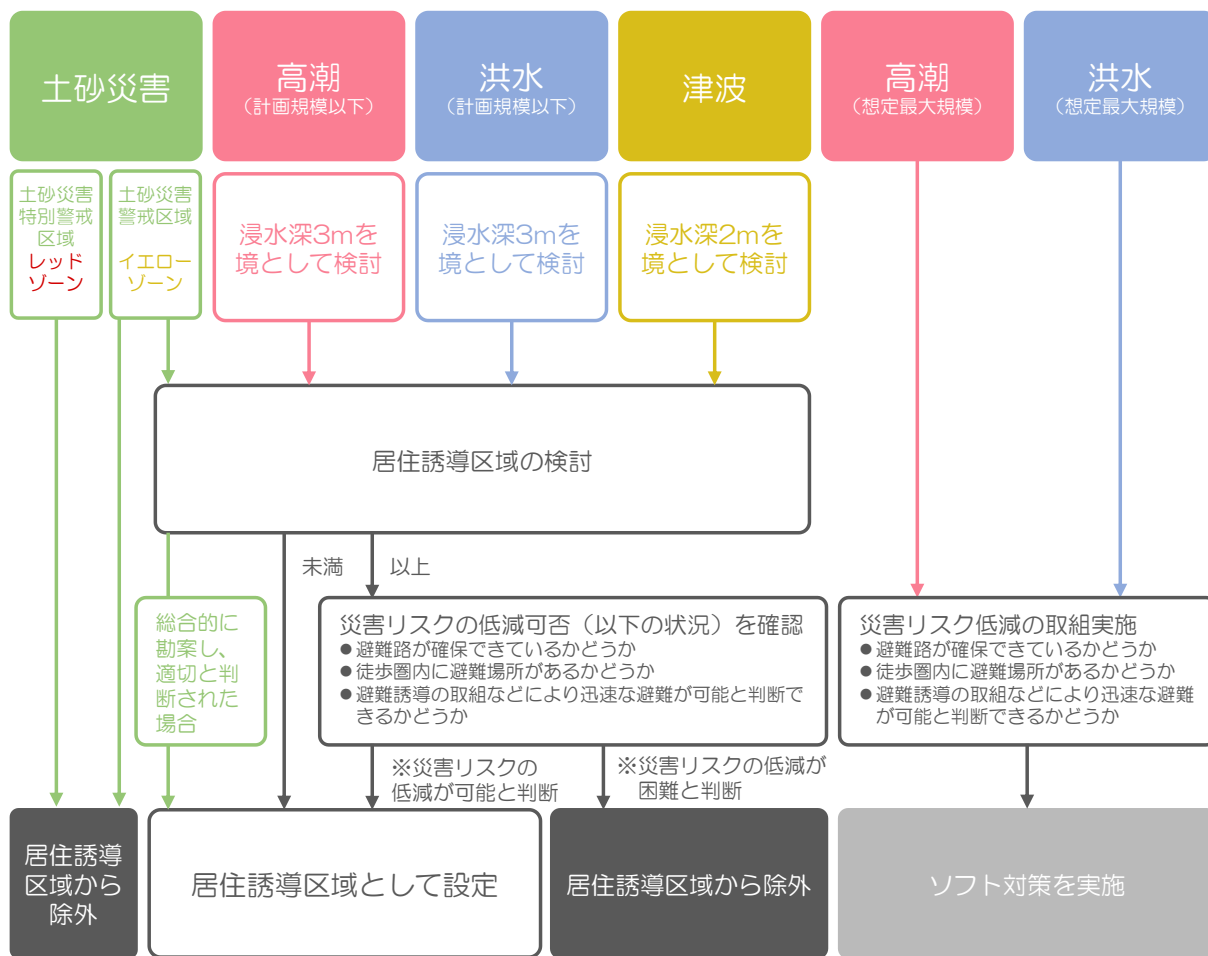 土砂災害
高潮
（計画規模以下）
洪水
（計画規模以下）
津波
高潮
（想定最大規模）
洪水
（想定最大規模）
土砂災害
特別警戒
区域
レッド
ゾーン
土砂災害
警戒区域
イエロー
ゾーン
浸水深3mを
境として検討
浸水深3mを
境として検討
浸水深2mを
境として検討
居住誘導区域の検討
未満
以上
総合的に
勘案し、
適切と判
断された
場合
災害リスクの低減可否（以下の状況）を確認
●避難路が確保できているかどうか
●徒歩圏内に避難場所があるかどうか
●避難誘導の取組などにより迅速な避難が可能と判断で
きるかどうか
災害リスク低減の取組実施
●避難路が確保できているかどうか
●徒歩圏内に避難場所があるかどうか
●避難誘導の取組などにより迅速な避難
が可能と判断できるかどうか
※災害リスクの
低減が可能と判断
※災害リスクの低減が
困難と判断
居住誘導
区域から
除外
居住誘導区域として設定
居住誘導区域から除外
ソフト対策を実施